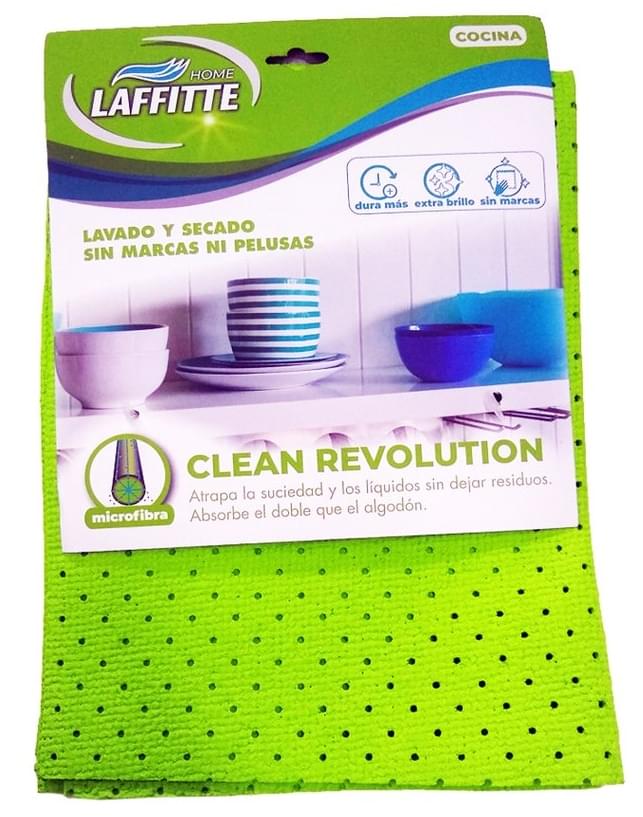 COCINA
HOME
LAFFITTE
dura más extra brillo sin marcas
LAVADO Y SECADO
SIN MARCAS NI PELUSAS
CLEAN REVOLUTION
microfibra
Atrapa la suciedad y los líquidos sin dejar residuos.
Absorbe el doble que el algodón.